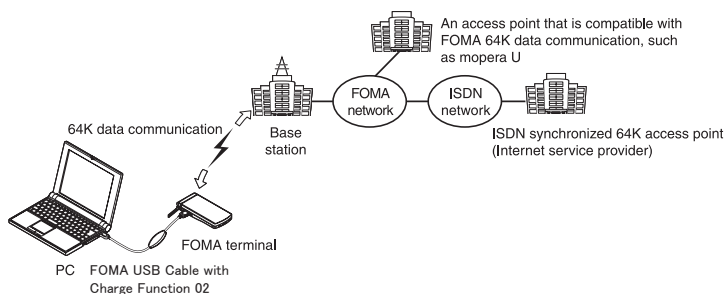 An access point that is compatible with
FOMA 64K data communication, such
as mopera U
FOMA
network
ISDN
network
64K data communication
Base
station
ISDN synchronized 64K access point
(Internet service provider)
FOMA terminal
PC
FOMA USB Cable with
Charge Function 02